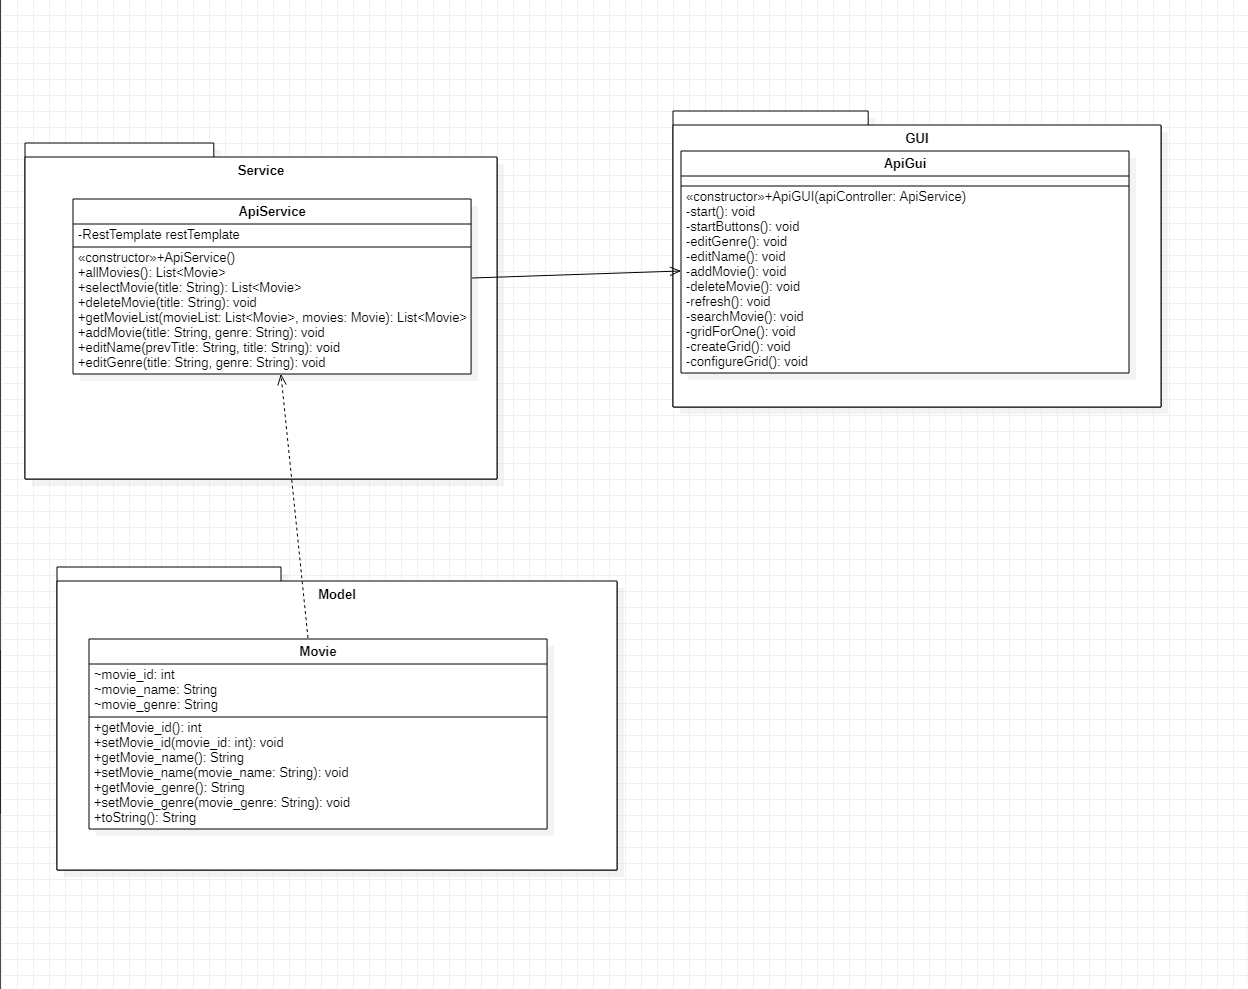 Service
ApiService
-RestTemplate restTemplate
«constructor»+ApiService()
+allMovies(): List<Movie>
+selectMovie(title: String): List<Movie>
+deleteMovie(title: String): void
+getMovieList(movieList: List<Movie>, movies: Movie): List<Movie>
+addMovie(title: String, genre: String): void
+editName(prevTitle: String, title: String): void
+editGenre(title: String, genre: String): void
GUI
ApiGui
«constructor»+ApiGUI(apiController: ApiService)
-start(): void
-startButtons(): void
-editGenre(): void
-editName(): void
-addMovie(): void
-deleteMovie(): void
-refresh(): void
-searchMovie(): void
-gridForOne(): void
-createGrid(): void
-configureGrid(): void
Model
Movie
~movie_id: int
~movie_name: String
~movie_genre: String
+getMovie_id(): int
+setMovie_id(movie_id: int): void
+getMovie_name(): String
+setMovie_name(movie_name: String): void
+getMovie_genre(): String
+setMovie_genre(movie_genre: String): void
+toString(): String